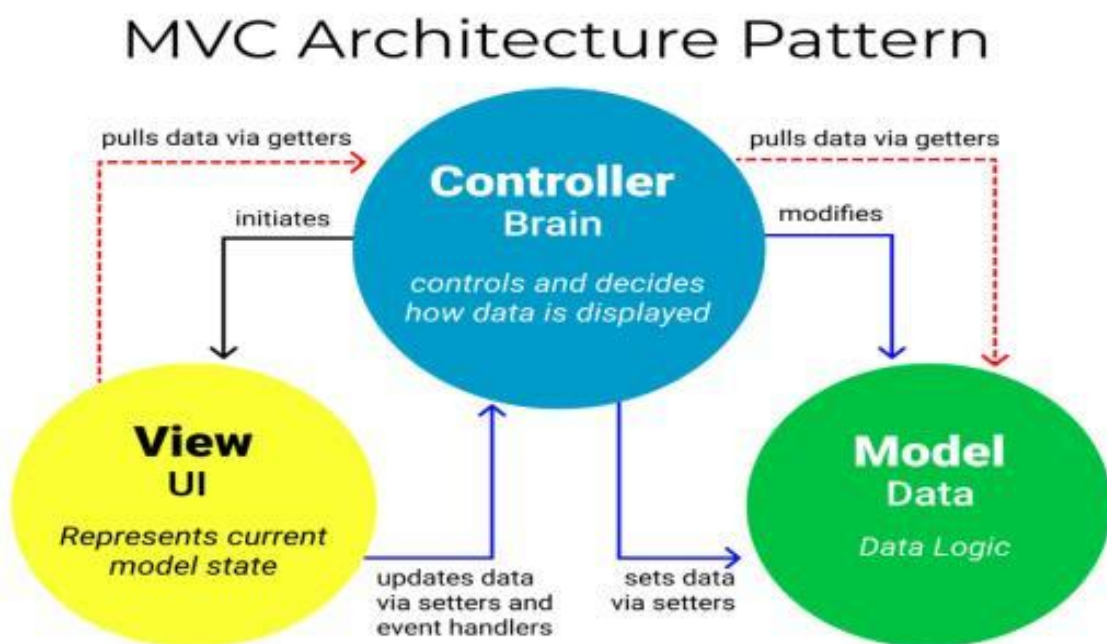 MVC Architecture Pattern
pulls data via getters
pulls data via getters
Controller
Brain
controls and decides
how data is displayed
initiates
modifies
View
UI
Represents current
model state
Model
Data
Data Logic
updates data
via setters and
event handlers
sets data
via setters